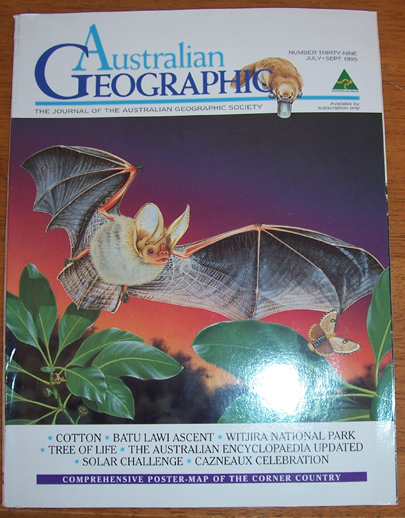 Australian
GEOGRAPHIC
NUMBER THIRTY-NINE
JULY • SEPT 1995
THE JOURNAL OF THE AUSTRALIAN GEOGRAPHIC SOCIETY
Available by
subscription only
• COTTON • BATU LAWI ASCENT • WITJIRA NATIONAL PARK
• TREE OF LIFE • THE AUSTRALIAN ENCYCLOPAEDIA UPDATED
• SOLAR CHALLENGE • CAZNEAUX CELEBRATION
COMPREHENSIVE POSTER-MAP OF THE CORNER COUNTRY